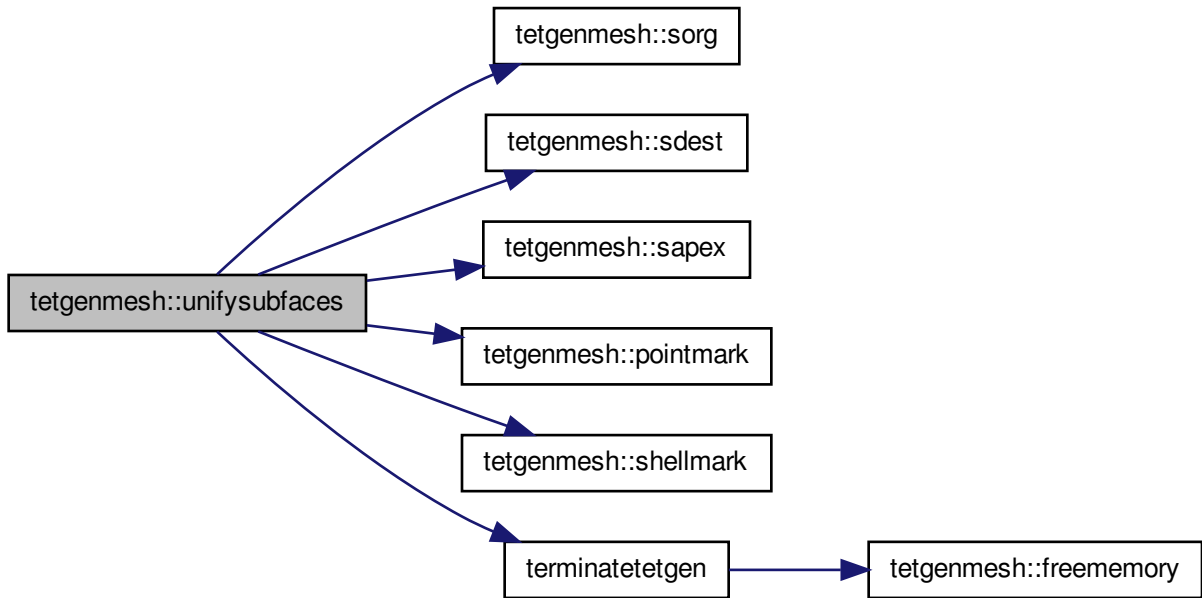 tetgenmesh::sorg
tetgenmesh::sdest
tetgenmesh::sapex
tetgenmesh::unifysubfaces
tetgenmesh::pointmark
tetgenmesh::shellmark
terminatetetgen
tetgenmesh::freememory